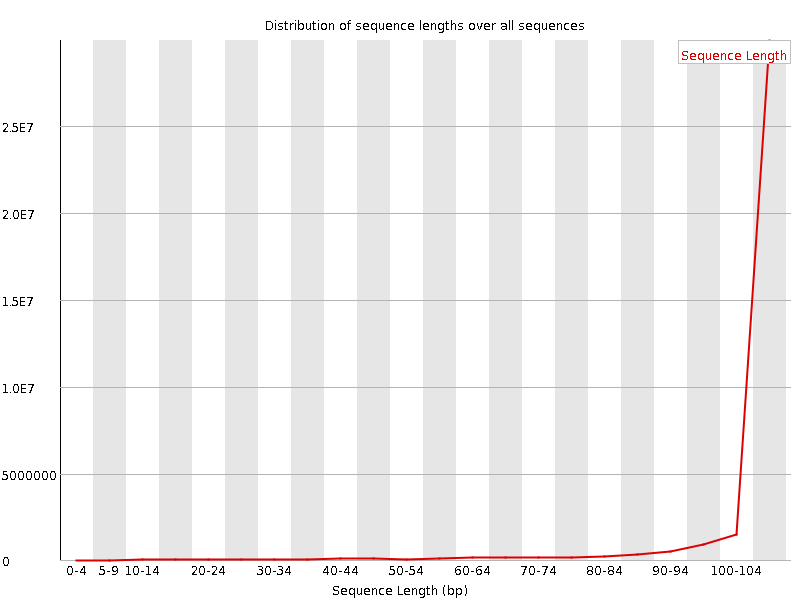 Distribution of sequence lengths over all sequences
Sequence Length
2.5E7
2.0E7
1.5E7
1.0E7
5000000
0
0-4 5-9 10-14 20-24 30-34 40-44 50-54 60-64 70-74 80-84 90-94 100-104
Sequence Length (bp)